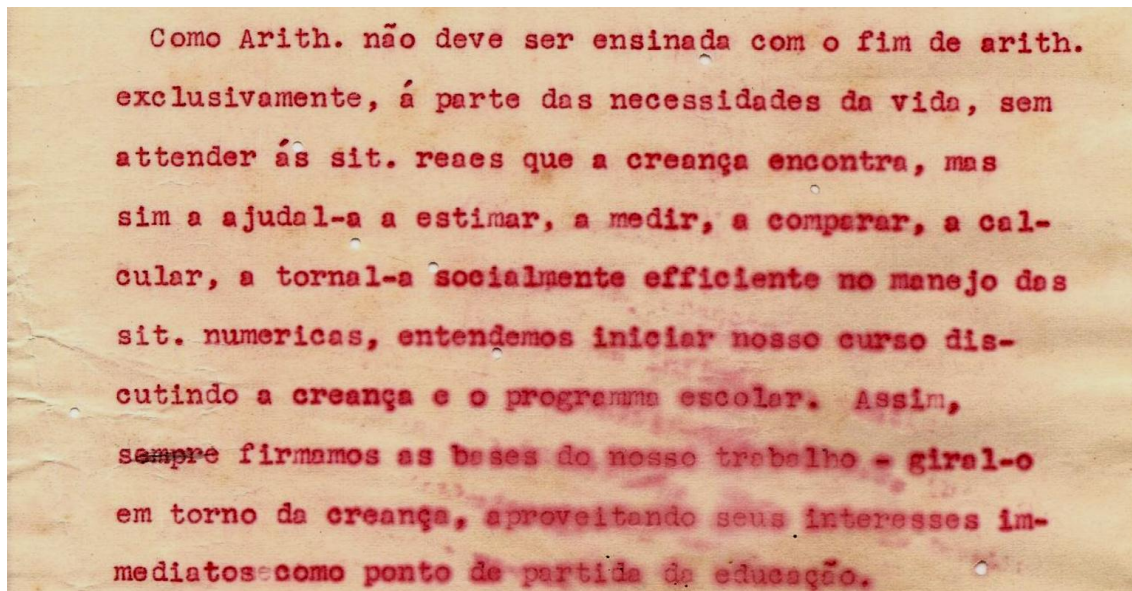 Como Arith. não deve ser ensinada com o fim de arith.
exclusivamente, á parte das necessidades da vida, sem
attender ás sit. reaes que a creança encontra, mas
sim a ajudal-a a estimar, a medir, a comparar, a cal-
cular, a tornal-a socialmente efficiente no manejo das
sit. numericas, entendemos iniciar nosso curso dis-
cutindo a creança e o programma escolar. Assim,
sempre firmamos as bases do nosso trabalho - giral-o
em torno da creança, aproveitando seus interesses im-
mediatos como ponto de partida da educação.